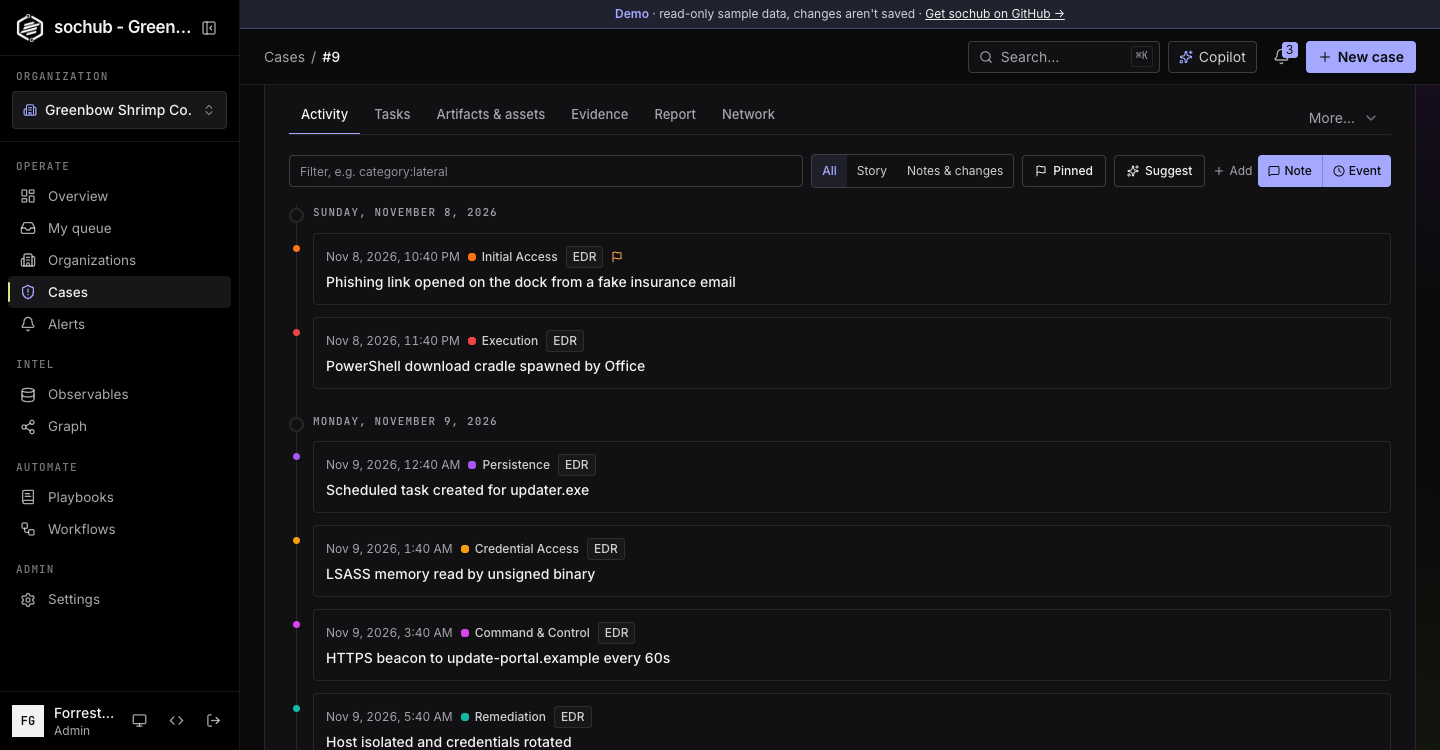 sochub - Green...
Demo · read-only sample data, changes aren't saved · Get sochub on GitHub →
ORGANIZATION
Greenbow Shrimp Co.
OPERATE
Overview
My queue
Organizations
Cases
Alerts
INTEL
Observables
Graph
AUTOMATE
Playbooks
Workflows
ADMIN
Settings
FG
Forrest...
Admin
Cases / #9
Search... ⌘K
Copilot
3
+ New case
Activity Tasks Artifacts & assets Evidence Report Network
More...
Filter, e.g. category:lateral
All Story Notes & changes
Pinned
Suggest
+ Add
Note
Event
SUNDAY, NOVEMBER 8, 2026
Nov 8, 2026, 10:40 PM Initial Access EDR
Phishing link opened on the dock from a fake insurance email
Nov 8, 2026, 11:40 PM Execution EDR
PowerShell download cradle spawned by Office
MONDAY, NOVEMBER 9, 2026
Nov 9, 2026, 12:40 AM Persistence EDR
Scheduled task created for updater.exe
Nov 9, 2026, 1:40 AM Credential Access EDR
LSASS memory read by unsigned binary
Nov 9, 2026, 3:40 AM Command & Control EDR
HTTPS beacon to update-portal.example every 60s
Nov 9, 2026, 5:40 AM Remediation EDR
Host isolated and credentials rotated